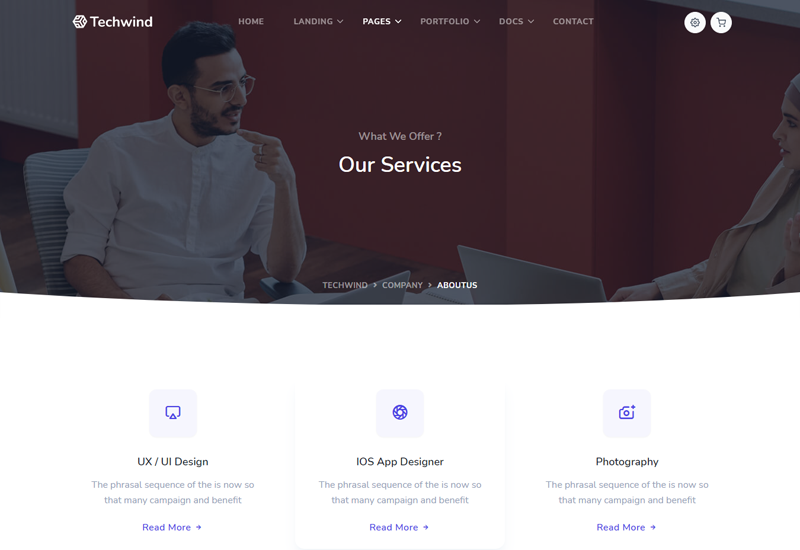 Techwind
HOME LANDING PAGES PORTFOLIO DOCS CONTACT
What We Offer ?
Our Services
TECHWIND > COMPANY > ABOUTUS
UX / UI Design
The phrasal sequence of the is now so
that many campaign and benefit
Read More →
IOS App Designer
The phrasal sequence of the is now so
that many campaign and benefit
Read More →
Photography
The phrasal sequence of the is now so
that many campaign and benefit
Read More →